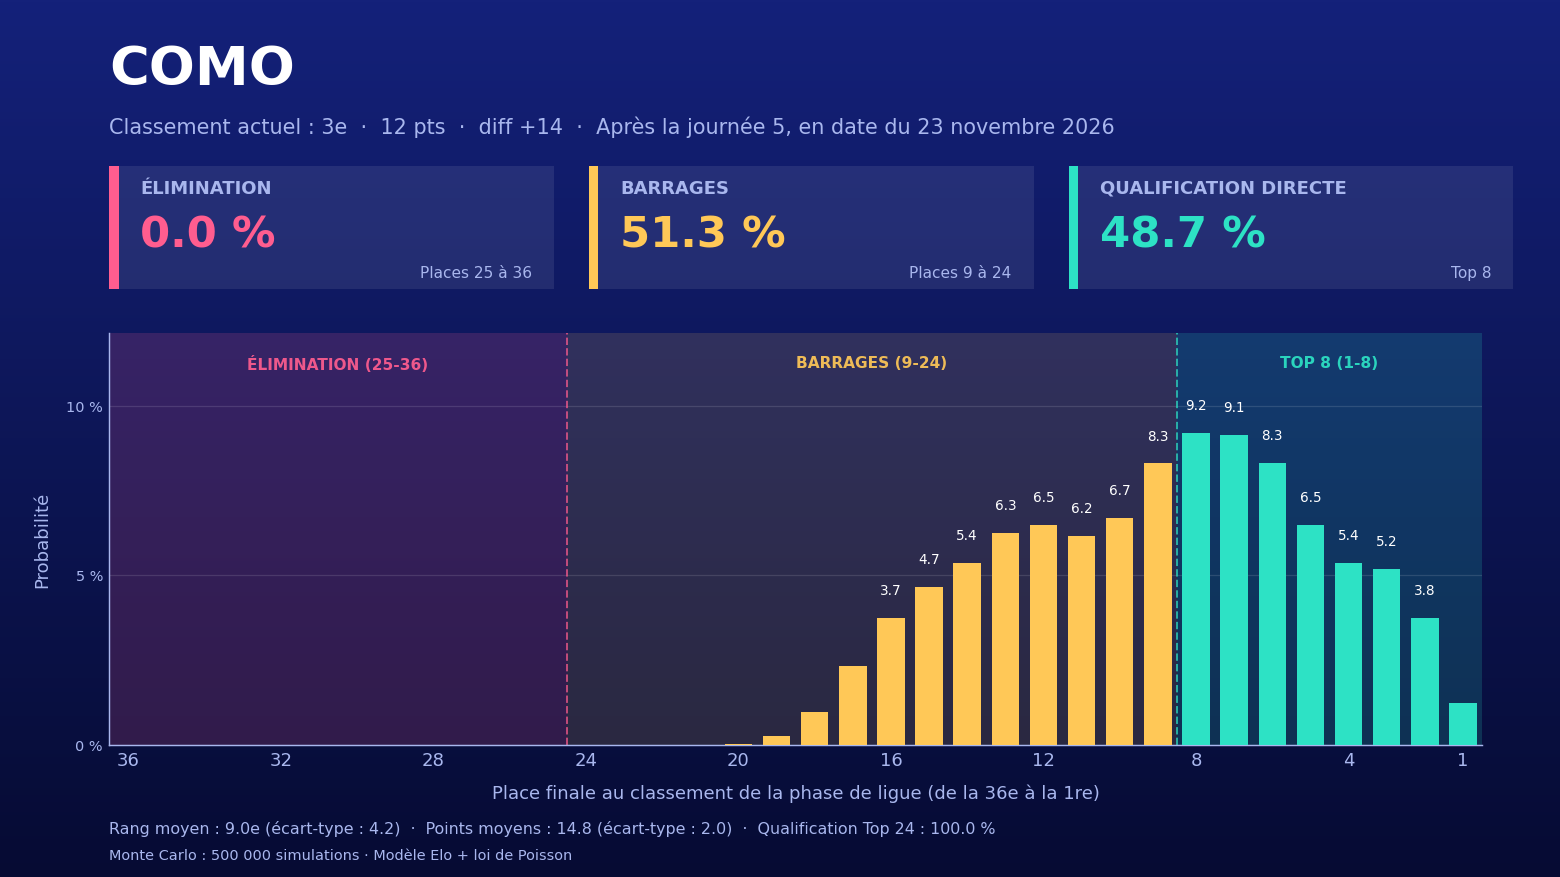 COMO
Classement actuel : 3e · 12 pts · diff +14 · Après la journée 5, en date du 23 novembre 2026
ÉLIMINATION
0.0 %
Places 25 à 36
BARRAGES
51.3 %
Places 9 à 24
QUALIFICATION DIRECTE
48.7 %
Top 8
ÉLIMINATION (25-36)
BARRAGES (9-24)
TOP 8 (1-8)
Probabilité
10 %
5 %
0 %
3.7
4.7
5.4
6.3
6.5
6.2
6.7
8.3
9.2
9.1
8.3
6.5
5.4
5.2
3.8
36 32 28 24 20 16 12 8 4 1
Place finale au classement de la phase de ligue (de la 36e à la 1re)
Rang moyen : 9.0e (écart-type : 4.2) · Points moyens : 14.8 (écart-type : 2.0) · Qualification Top 24 : 100.0 %
Monte Carlo : 500 000 simulations · Modèle Elo + loi de Poisson